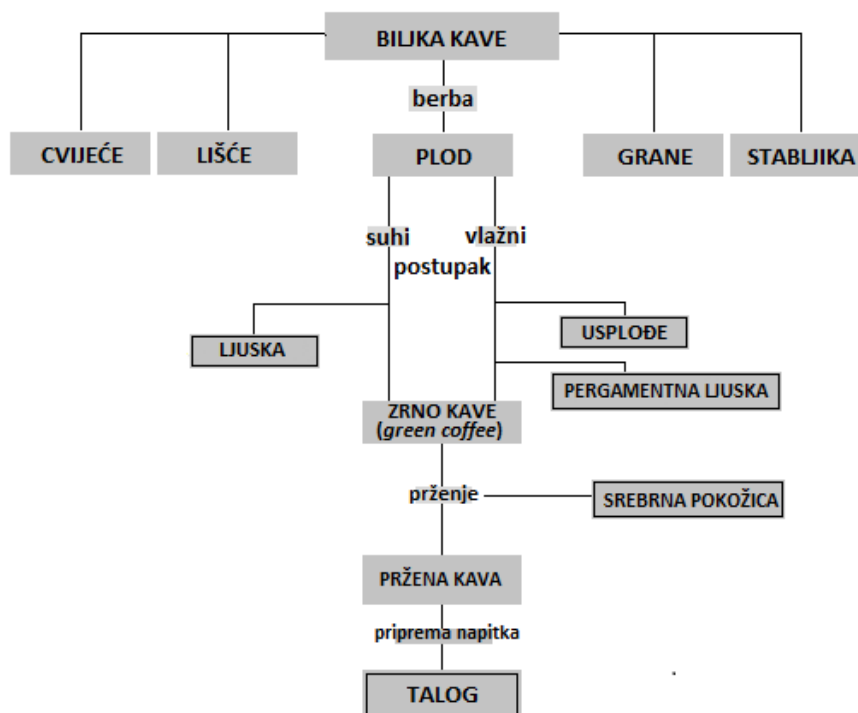 BILJKA KAVE
berba
CVIJEĆE
LIŠĆE
PLOD
GRANE
STABLJIKA
suhi
vlažni
postupak
LJUSKA
USPLOĐE
PERGAMENTNA LJUSKA
ZRNO KAVE
(green coffee)
prženje
SREBRNA POKOŽICA
PRŽENA KAVA
priprema napitka
TALOG